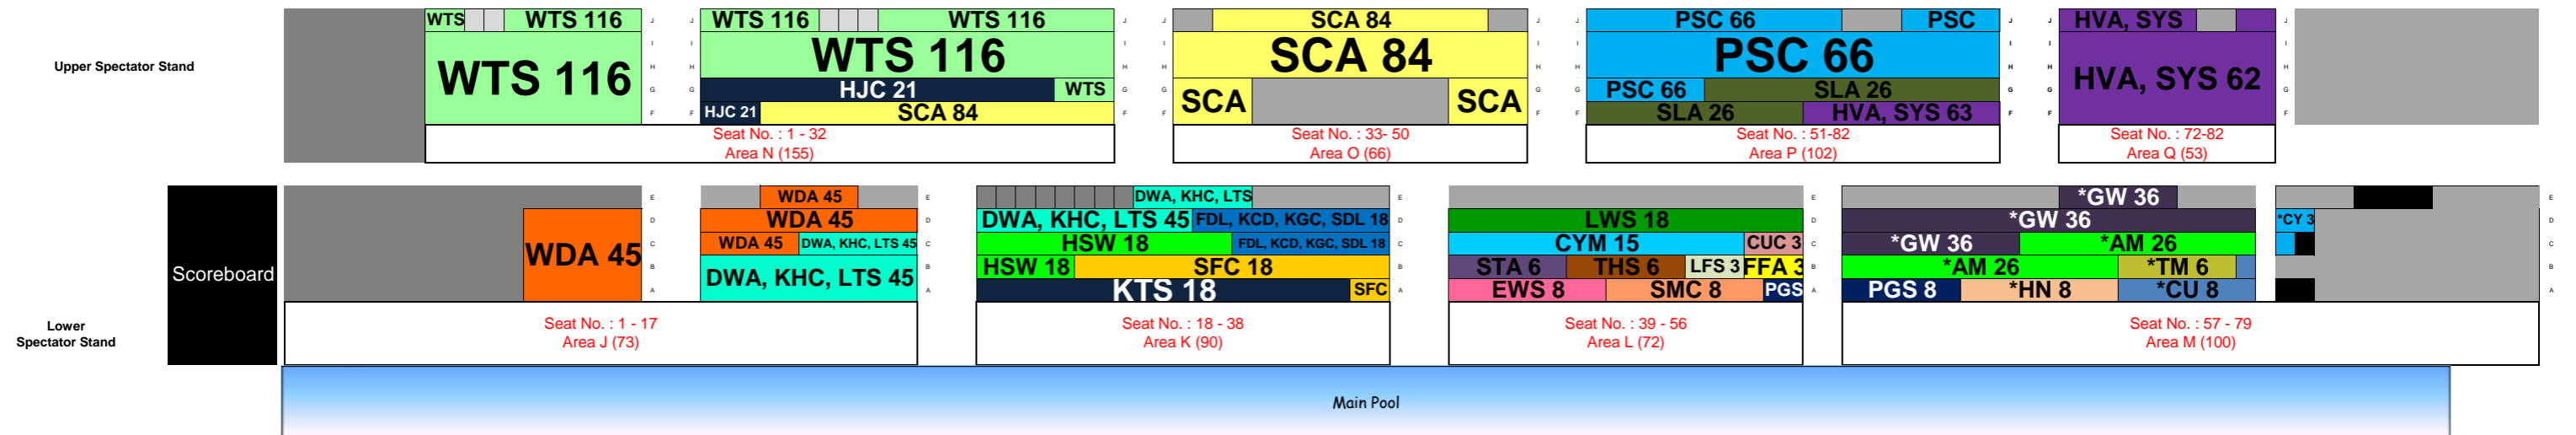 Upper Spectator Stand
WTS WTS 116 J J WTS 116 WTS 116 J J SCA 84 J J PSC 66 PSC J J HVA, SYS J
I I I I I I I I I
WTS 116 WTS 116 SCA 84 PSC 66 HVA, SYS 62
H H H H H H H H H
G G HJC 21 WTS G G SCA SCA G G PSC 66 SLA 26 G G G
F F HJC 21 SCA 84 F F F F SLA 26 HVA, SYS 63 F F F
Seat No. : 1 - 32
Area N (155)
Seat No. : 33- 50
Area O (66)
Seat No. : 51-82
Area P (102)
Seat No. : 72-82
Area Q (53)
Scoreboard
E WDA 45 E DWA, KHC, LTS E E *GW 36 E E
D WDA 45 D DWA, KHC, LTS 45 FDL, KCD, KGC, SDL 18 D LWS 18 D *GW 36 D *CY 3 D
WDA 45 C WDA 45 DWA, KHC, LTS 45 C HSW 18 FDL, KCD, KGC, SDL 18 C CYM 15 CUC 3 C *GW 36 *AM 26 C C
B DWA, KHC, LTS 45 B HSW 18 SFC 18 B STA 6 THS 6 LFS 3 FFA 3 B *AM 26 *TM 6 B B
A A KTS 18 SFC A EWS 8 SMC 8 PGS A PGS 8 *HN 8 *CU 8 A A
Lower
Spectator Stand
Seat No. : 1 - 17
Area J (73)
Seat No. : 18 - 38
Area K (90)
Seat No. : 39 - 56
Area L (72)
Seat No. : 57 - 79
Area M (100)
Main Pool